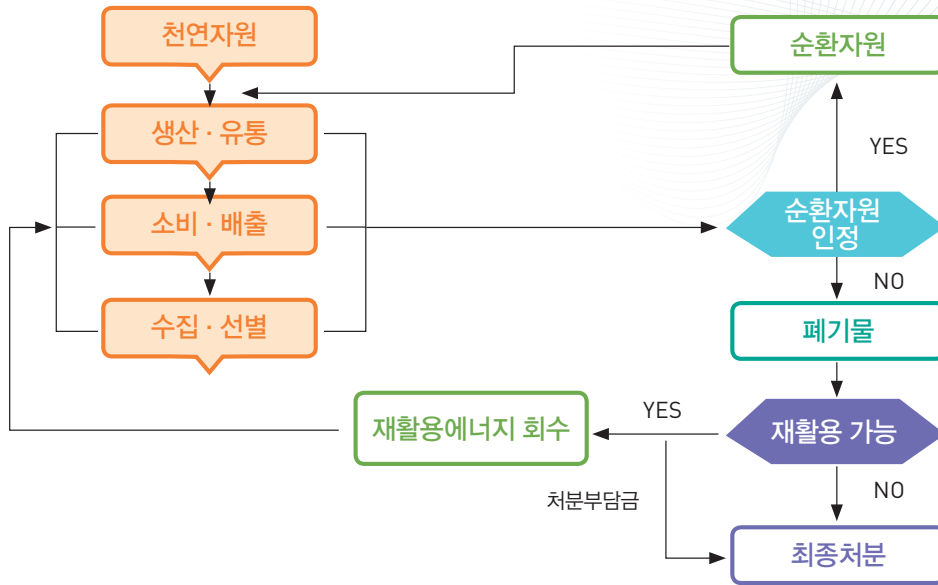 천연자원
순환자원
생산 · 유통
YES
소비 · 배출
순환자원
인정
NO
수집 · 선별
폐기물
재활용에너지 회수
YES
재활용 가능
처분부담금
NO
최종처분